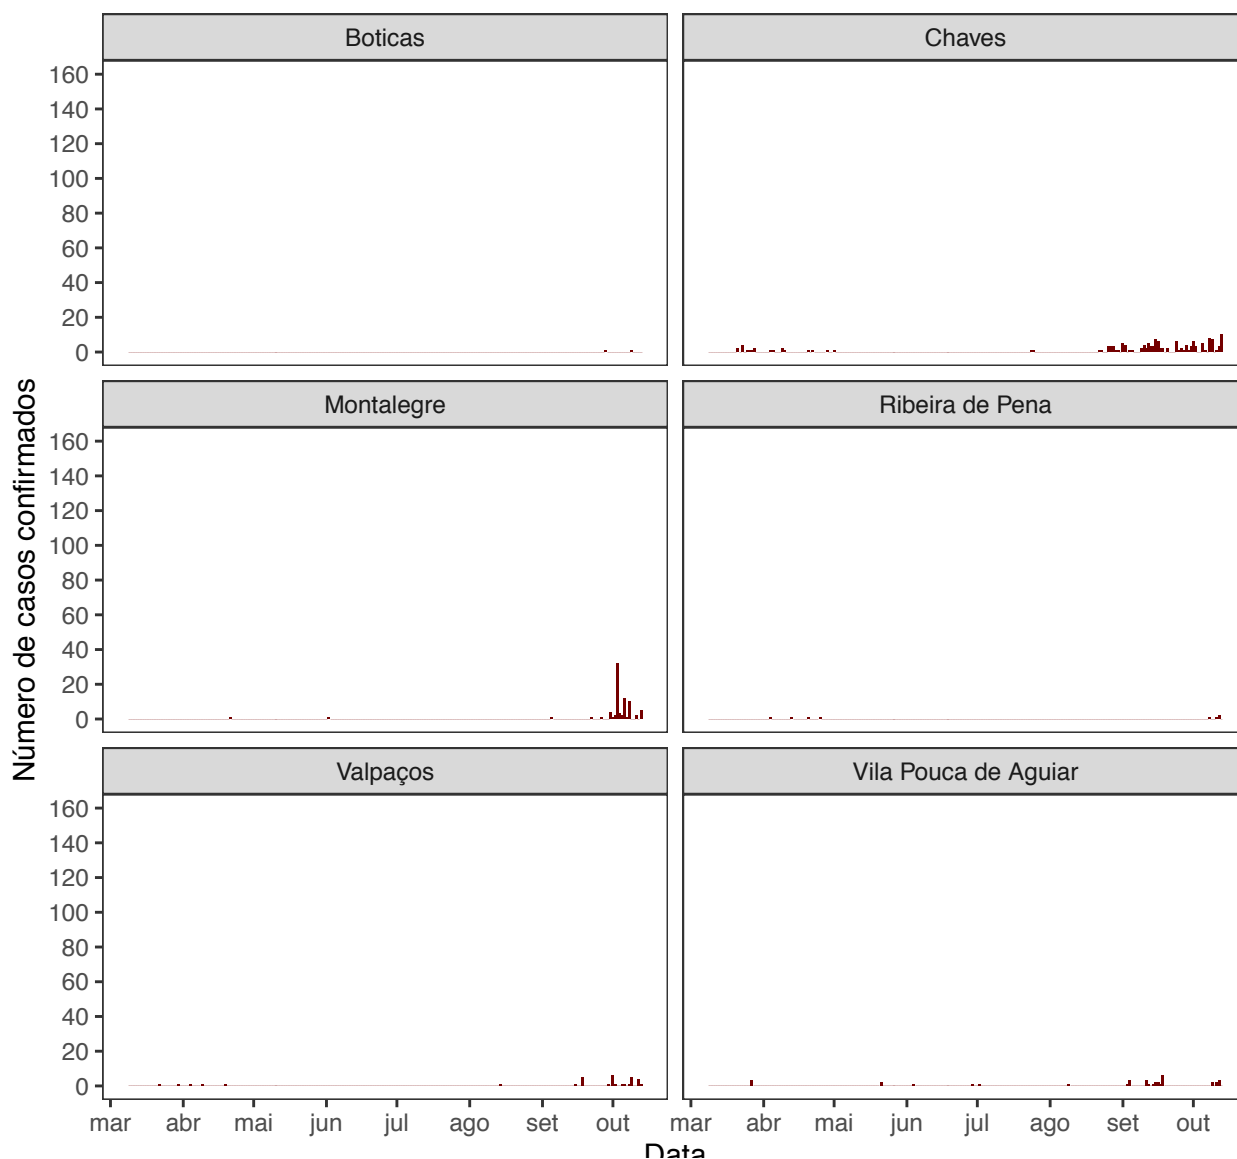 Boticas
Chaves
160
140
120
100
80
60
40
20
0
Montalegre
Ribeira de Pena
160
140
120
100
80
60
40
20
0
Número de casos confirmados
Valpaços
Vila Pouca de Aguiar
160
140
120
100
80
60
40
20
0
mar abr mai jun jul ago set out
mar abr mai jun jul ago set out
Data